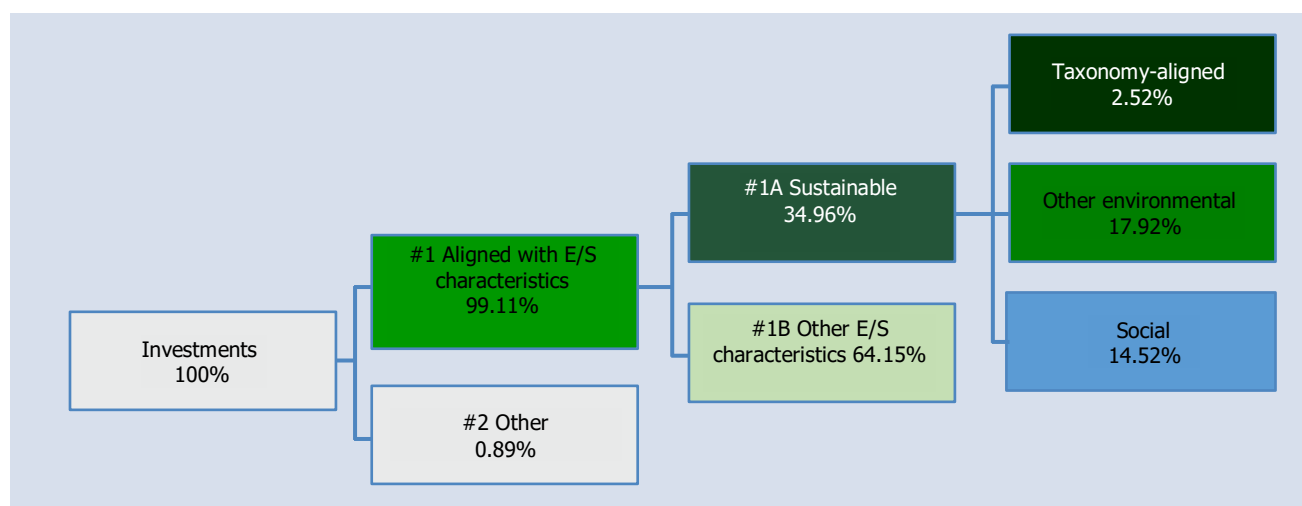 Investments
100%
#1 Aligned with E/S
characteristics
99.11%
#2 Other
0.89%
#1A Sustainable
34.96%
#1B Other E/S
characteristics 64.15%
Taxonomy-aligned
2.52%
Other environmental
17.92%
Social
14.52%